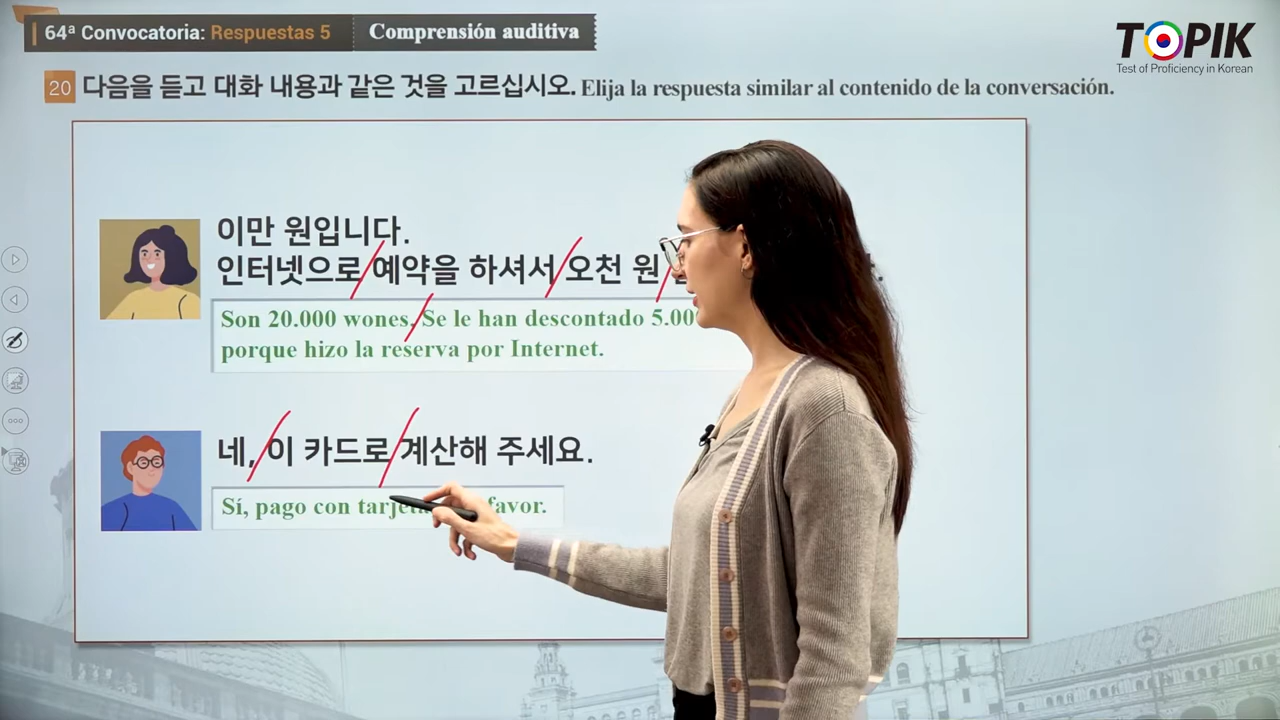 64ª Convocatoria: Respuestas 5
Comprensión auditiva
TOPIK
Test of Proficiency in Korean
20 다음을 듣고 대화 내용과 같은 것을 고르십시오. Elija la respuesta similar al contenido de la conversación.
이만 원입니다.
인터넷으로 예약을 하셔서 오천 원
Son 20.000 wones. Se le han descontado
porque hizo la reserva por Internet.
네, 이 카드로 계산해 주세요.
Sí, pago con favor.